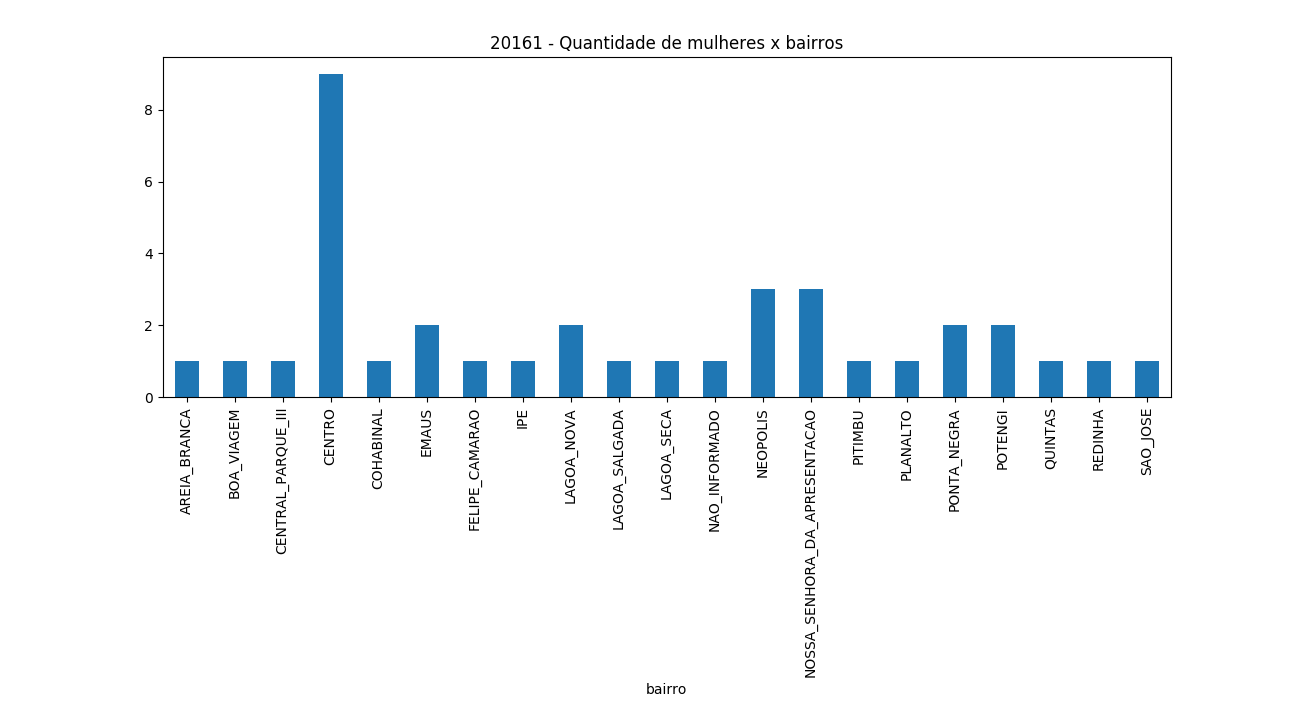 20161 - Quantidade de mulheres x bairros
8
6
4
2
0
AREIA_BRANCA
BOA_VIAGEM
CENTRAL_PARQUE_III
CENTRO
COHABINAL
EMAUS
FELIPE_CAMARAO
IPE
LAGOA_NOVA
LAGOA_SALGADA
LAGOA_SECA
NAO_INFORMADO
NEOPOLIS
NOSSA_SENHORA_DA_APRESENTACAO
PITIMBU
PLANALTO
PONTA_NEGRA
POTENGI
QUINTAS
REDINHA
SAO_JOSE
bairro